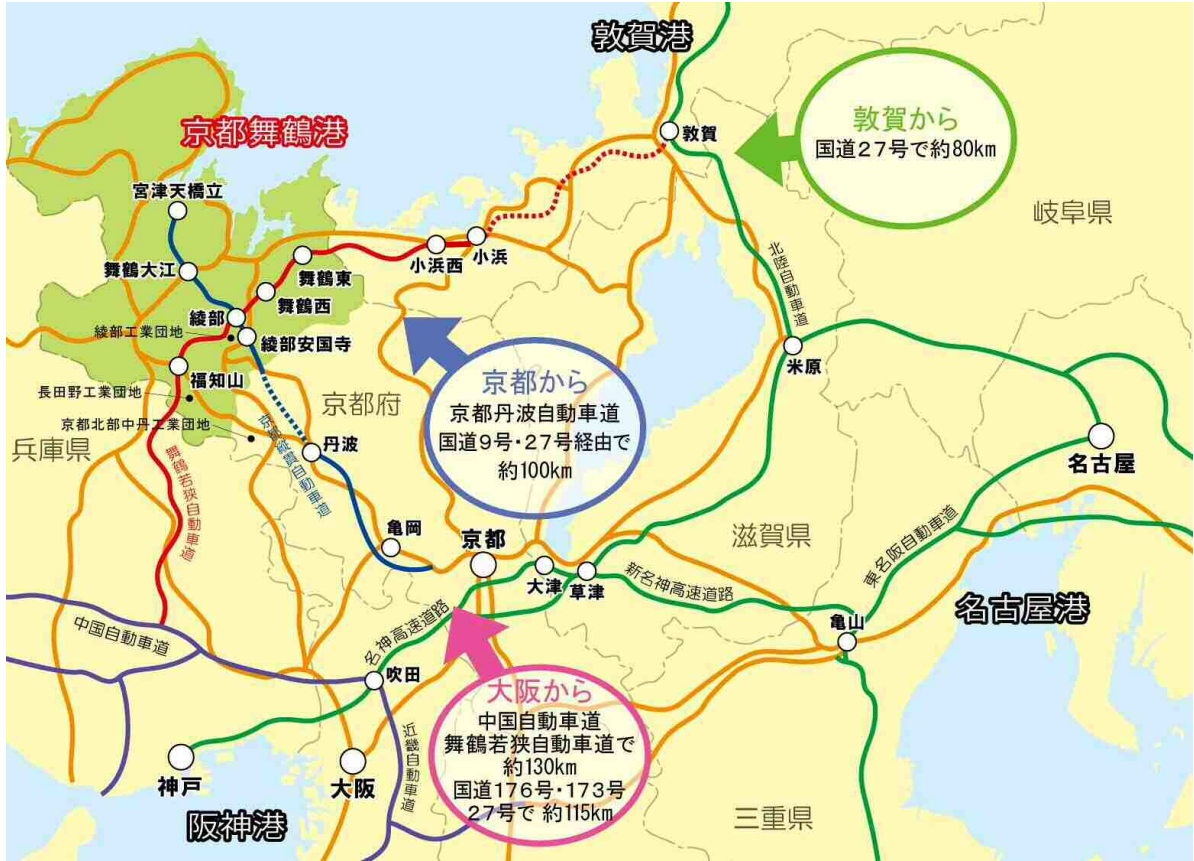 敦賀港
京都舞鶴港
敦賀から
国道27号で約80km
敦賀
岐阜県
宮津天橋立
小浜西
小浜
舞鶴東
舞鶴大江
舞鶴西
北陸自動車道
綾部
綾部工業団地
綾部安国寺
米原
福知山
長田野工業団地
京都府
京都から
京都丹波自動車道
国道9号・27号経由で
約100km
京都北部中丹工業団地
兵庫県
丹波
京都縦貫自動車道
舞鶴若狭自動車道
名古屋
亀岡
京都
滋賀県
東名阪自動車道
大津
草津
新名神高速道路
名古屋港
亀山
中国自動車道
名神高速道路
吹田
大阪から
中国自動車道
舞鶴若狭自動車道で
約130km
国道176号・173号
27号で 約115km
近畿自動車道
神戸
大阪
阪神港
三重県